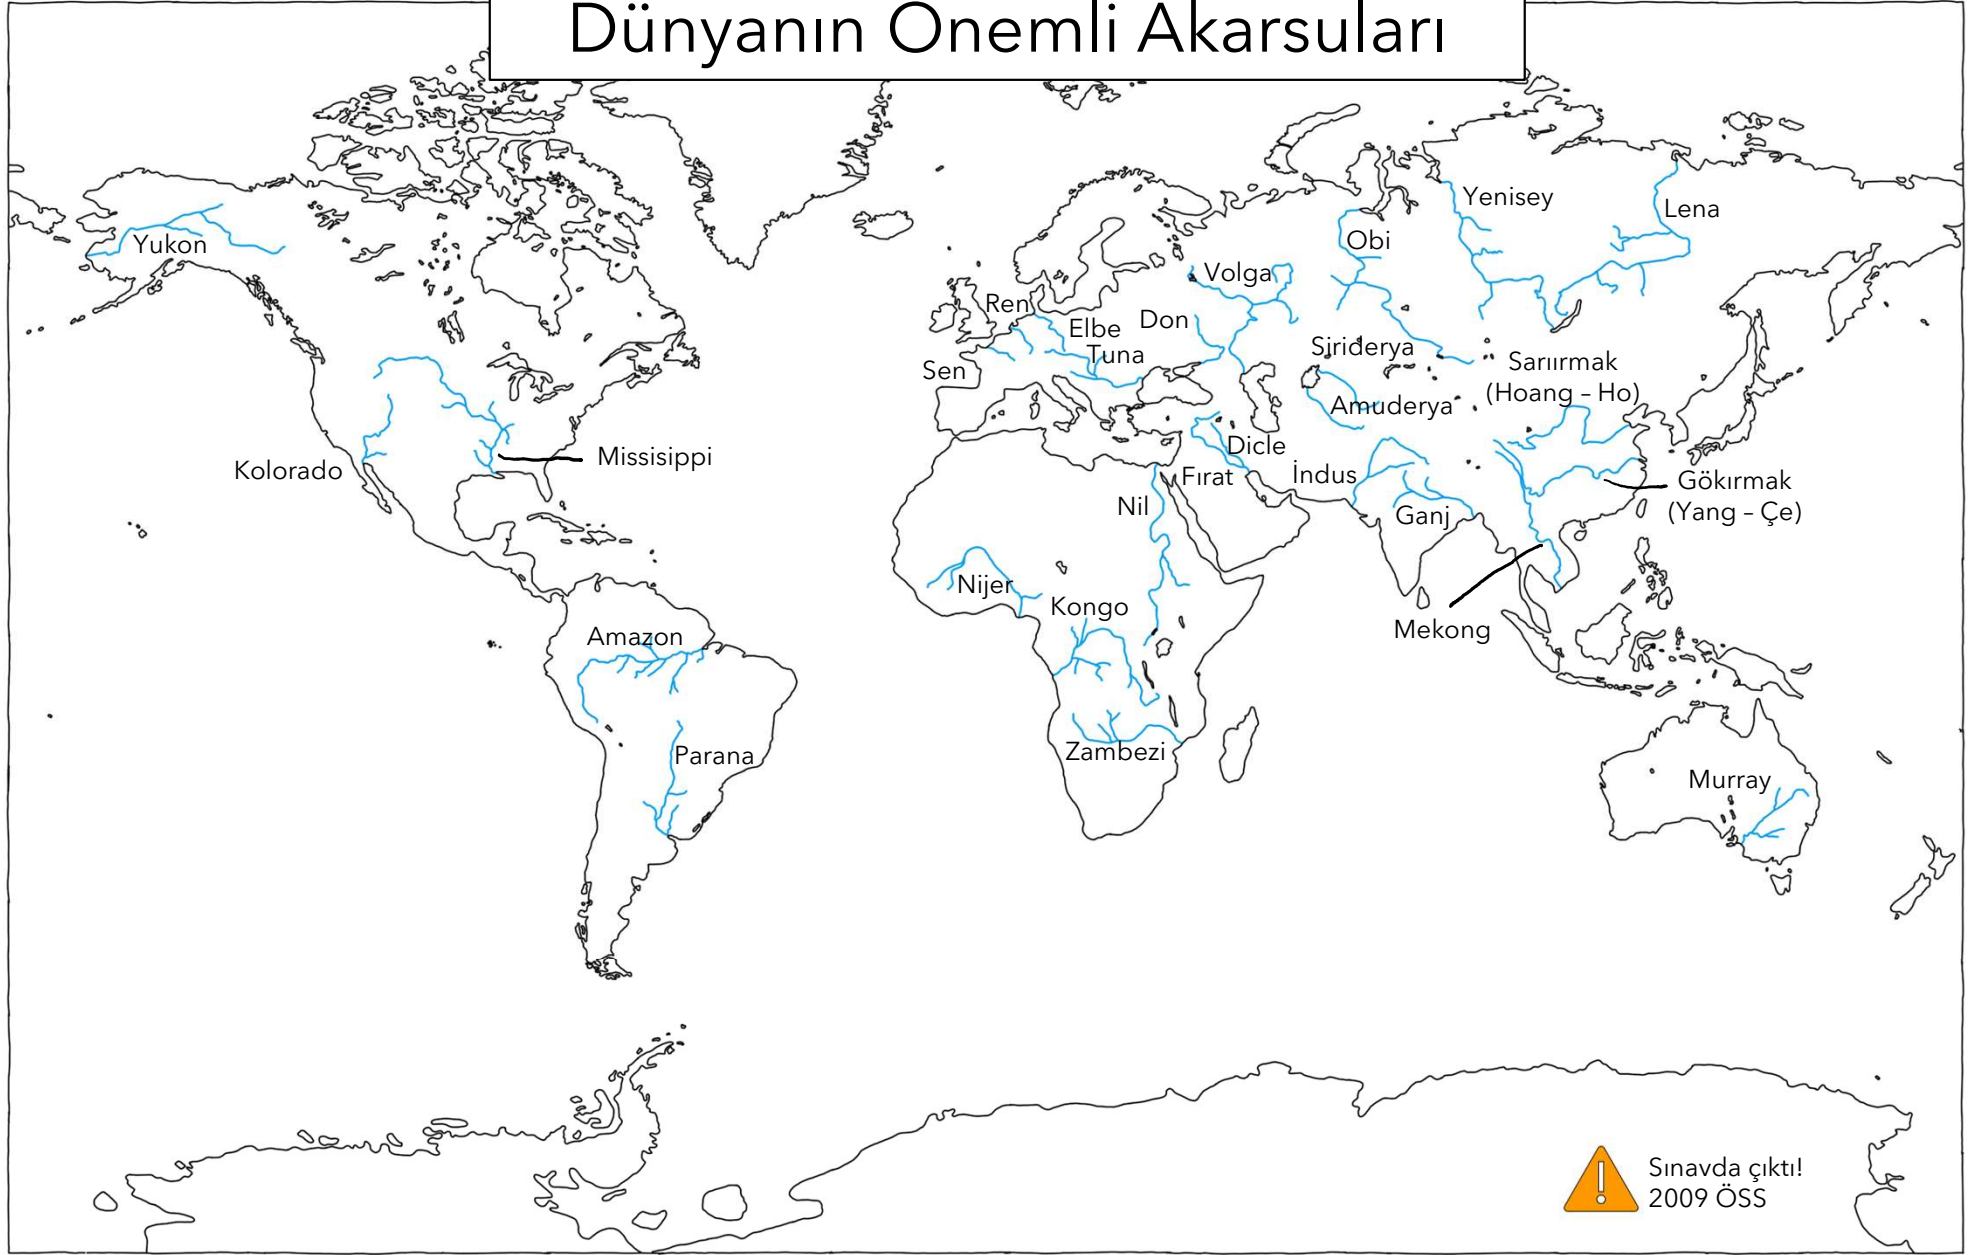 Dünyanın Önemli Akarsuları
Yenisey
Lena
Yukon
Obi
Volga
Ren
Elbe
Don
Tuna
Siriderya
Sarıırmak
(Hoang – Ho)
Sen
Amuderya
Dicle
Missisippi
Kolorado
Fırat
İndus
Gökırmak
(Yang – Çe)
Nil
Ganj
Nijer
Kongo
Mekong
Amazon
Parana
Zambezi
Murray
Sınavda çıktı!
2009 ÖSS